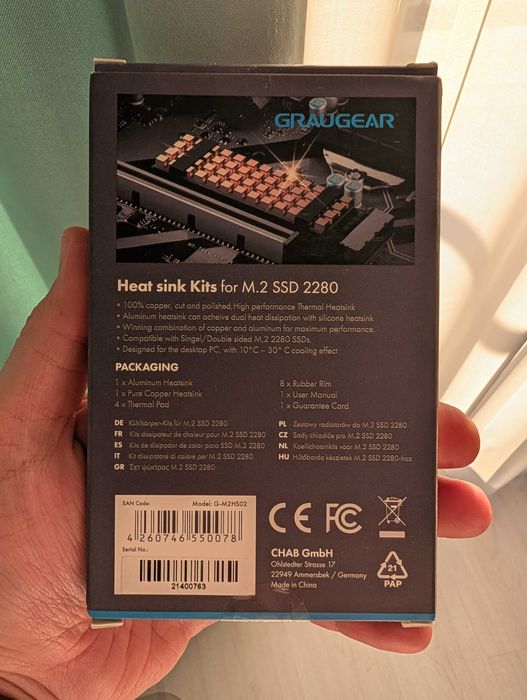 GRAUGEAR
Heat sink Kits for M.2 SSD 2280
• 100% copper, cut and polished, High performance Thermal Heatsink
• Aluminum heatsink can acheive dual heat dissipation with silicone heatsink
• Winning combination of copper and aluminum for maximum performance.
• Compatible with Singel/Double sided M.2 2280 SSDs.
• Designed for the desktop PC, with 10°C – 30° C cooling effect
PACKAGING
1 x Aluminum Heatsink
1 x Pure Copper Heatsink
4 x Thermal Pad
8 x Rubber Rim
1 x User Manual
1 x Guarantee Card
DE Kühlkörper-Kits für M.2 SSD 2280
FR Kits dissipateur de chaleur pour M.2 SSD 2280
ES Kits de disipador de calor para SSD M.2 2280
IT Kit dissipatori di calore per M.2 SSD 2280
GR Σετ ψύκτρας M.2 SSD 2280
PL Zestawy radiatorów do M.2 SSD 2280
CZ Sady chladiče pro M.2 SSD 2280
NL Koellichaamkits voor M.2 SSD 2280
HU Hűtőborda készletek M.2 SSD 2280-hoz
EAN Code: Model: G-M2HS02
4 260746 550078
Serial No.:
21400763
CE FC
CHAB GmbH
Ohlstedter Strasse 17
22949 Ammersbek / Germany
Made in China
21
PAP